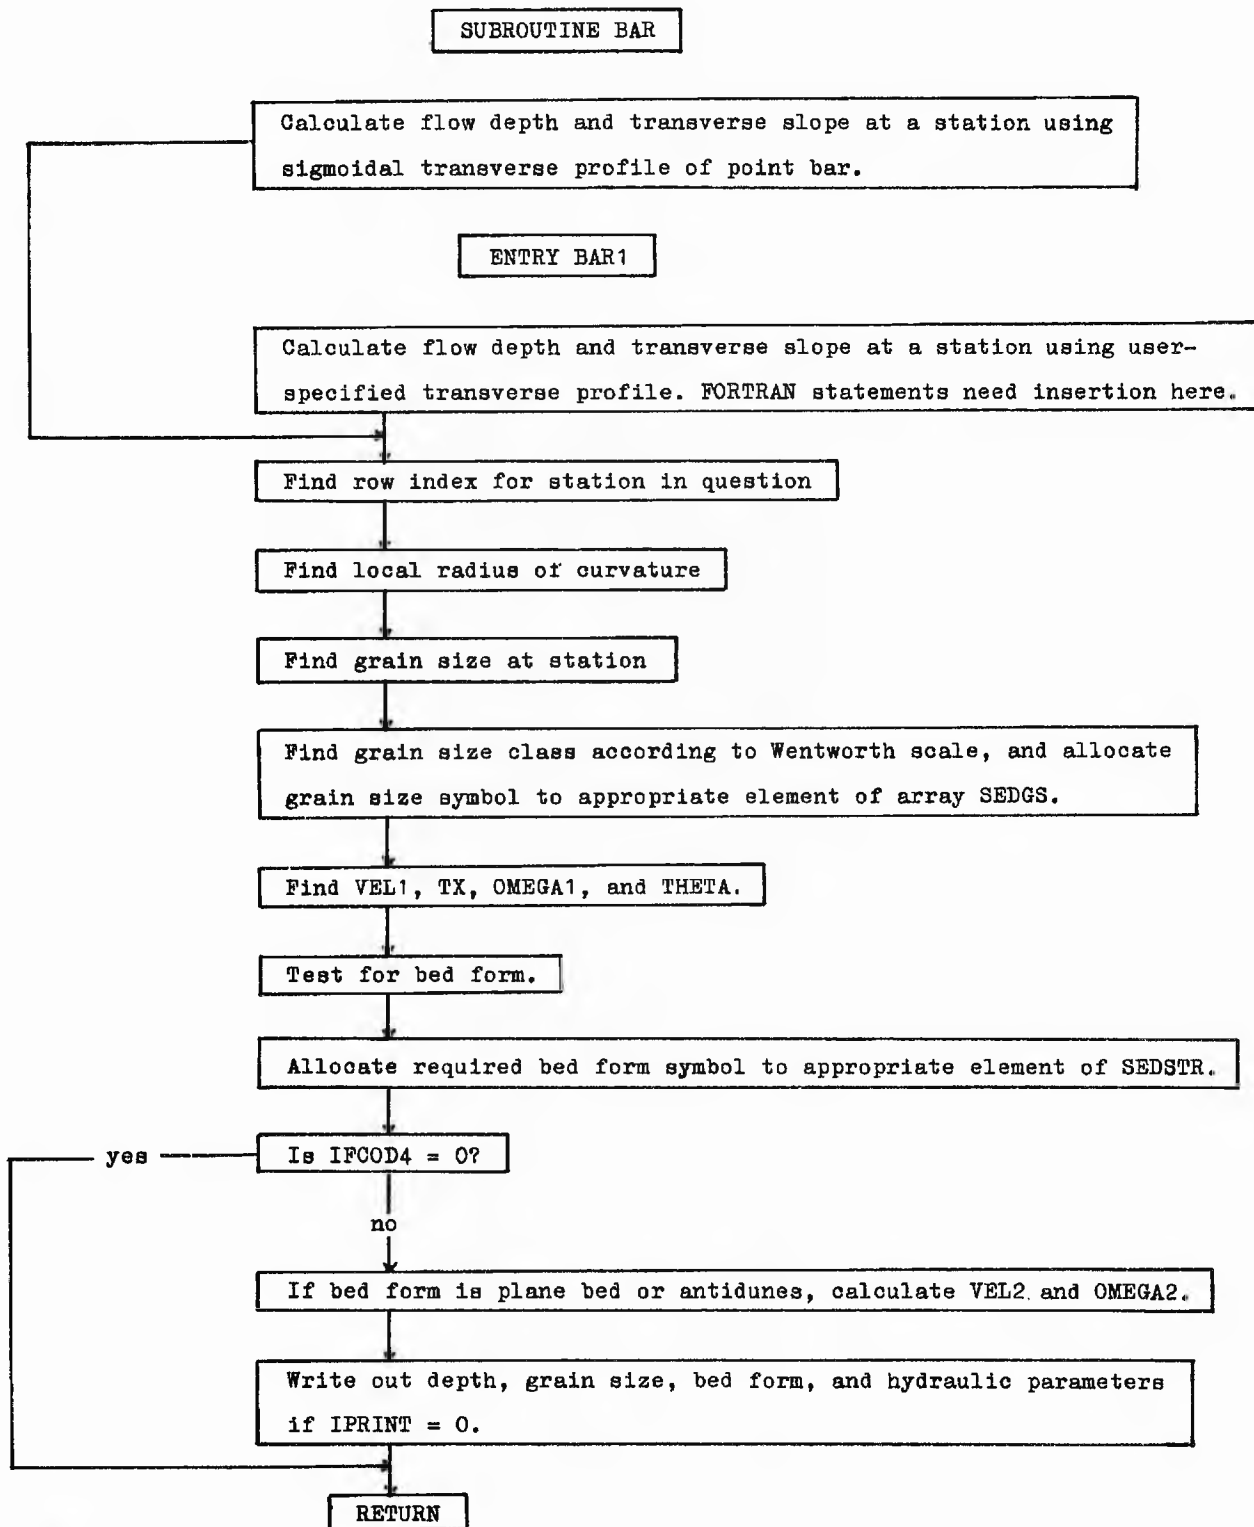 SUBROUTINE BAR
Calculate flow depth and transverse slope at a station using
sigmoidal transverse profile of point bar.
ENTRY BAR1
Calculate flow depth and transverse slope at a station using user-
specified transverse profile. FORTRAN statements need insertion here.
Find row index for station in question
Find local radius of curvature
Find grain size at station
Find grain size class according to Wentworth scale, and allocate
grain size symbol to appropriate element of array SEDGS.
Find VEL1, TX, OMEGA1, and THETA.
Test for bed form.
Allocate required bed form symbol to appropriate element of SEDSTR.
yes
Is IFCOD4 = 0?
no
If bed form is plane bed or antidunes, calculate VEL2 and OMEGA2.
Write out depth, grain size, bed form, and hydraulic parameters
if IPRINT = 0.
RETURN